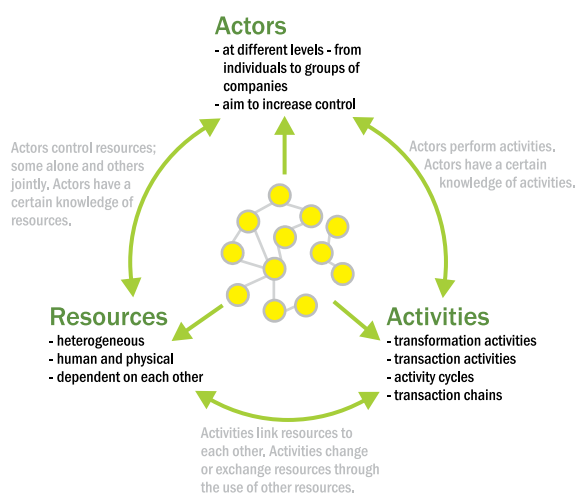 Actors
- at different levels - from
individuals to groups of
companies
- aim to increase control
Actors control resources;
some alone and others
jointly. Actors have a
certain knowledge of
resources.
Actors perform activities.
Actors have a certain
knowledge of activities.
Resources
- heterogeneous
- human and physical
- dependent on each other
Activities
- transformation activities
- transaction activities
- activity cycles
- transaction chains
Activities link resources to
each other. Activities change
or exchange resources through
the use of other resources.